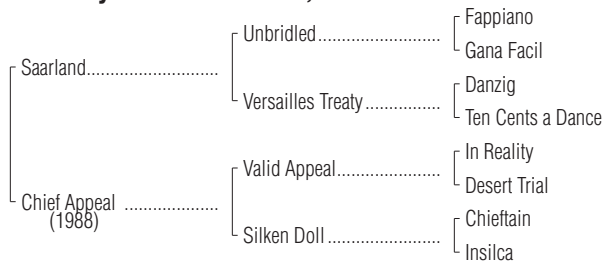 Fappiano
Unbridled
Gana Facil
Saarland
Danzig
Versailles Treaty
Ten Cents a Dance
In Reality
Valid Appeal
Desert Trial
Chief Appeal
(1988)
Chieftain
Silken Doll
Insilca